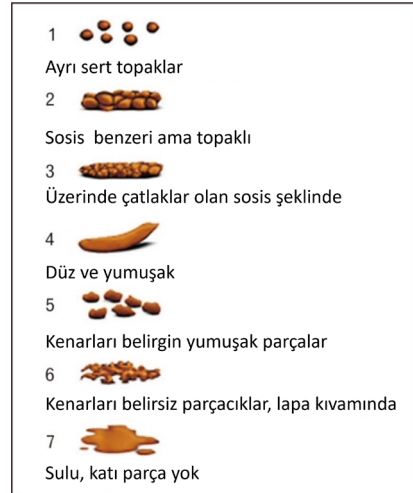 1
Ayrı sert topaklar
2
Sosis benzeri ama topaklı
3
Üzerinde çatlaklar olan sosis şeklinde
4
Düz ve yumuşak
5
Kenarları belirgin yumuşak parçalar
6
Kenarları belirsiz parçacıklar, lapa kıvamında
7
Sulu, katı parça yok